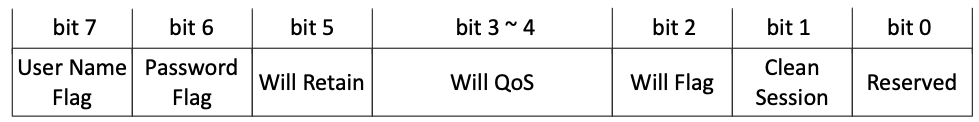 bit 7 bit 6 bit 5 bit 3 ~ 4 bit 2 bit 1 bit 0
User Name Flag Password Flag Will Retain Will QoS Will Flag Clean Session Reserved